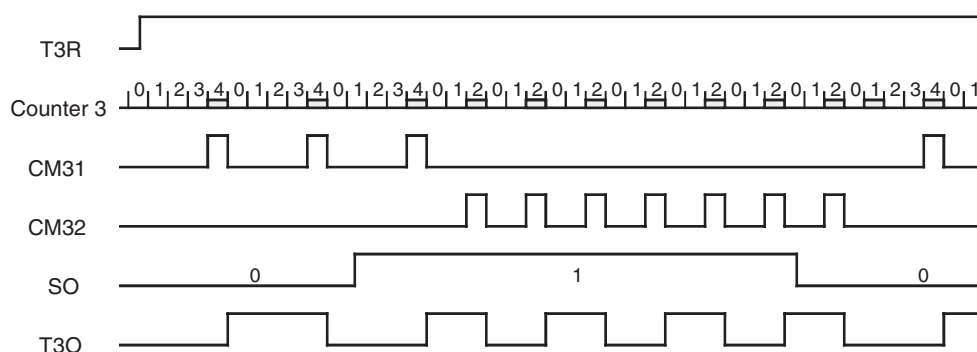 T3R
Counter 3
0 1 2 3 4 0 1 2 3 4 0 1 2 3 4 0 1 2 0 1 2 0 1 2 0 1 2 0 1 2 0 1 2 0 1 2 0 1 2 3 4 0 1
CM31
CM32
SO
0 1 0
T3O